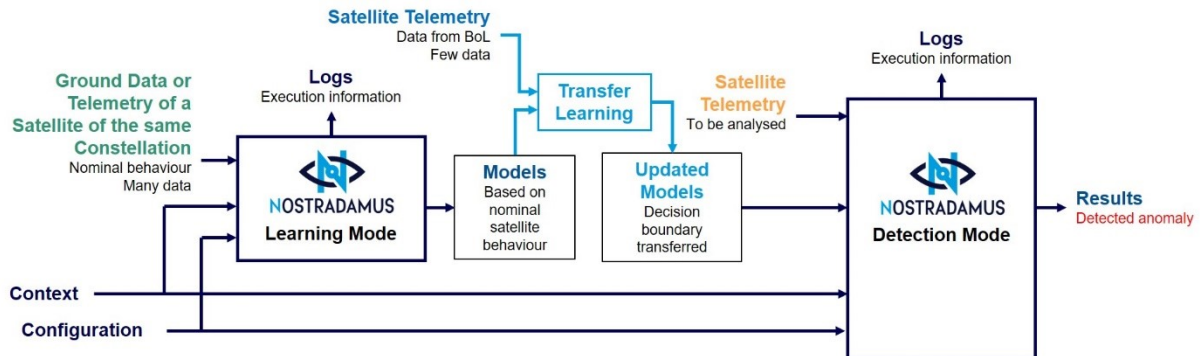 Satellite Telemetry
Data from BoL
Few data
Ground Data or
Telemetry of a
Satellite of the same
Constellation
Nominal behaviour
Many data
Logs
Execution information
NOSTRADAMUS
Learning Mode
Models
Based on
nominal
satellite
behaviour
Transfer
Learning
Updated
Models
Decision
boundary
transferred
Satellite
Telemetry
To be analysed
Logs
Execution information
NOSTRADAMUS
Detection Mode
Results
Detected anomaly
Context
Configuration